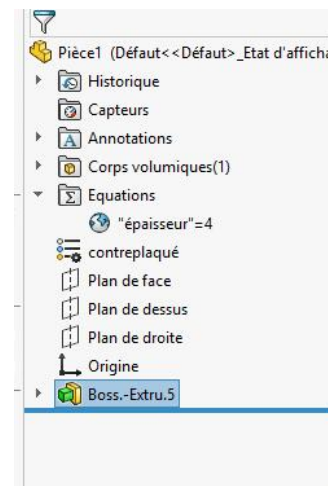 Pièce1 (Défaut<<Défaut>_Etat d'afficha
Historique
Capteurs
Annotations
Corps volumiques(1)
Equations
"épaisseur"=4
contreplaqué
Plan de face
Plan de dessus
Plan de droite
Origine
Boss.-Extru.5